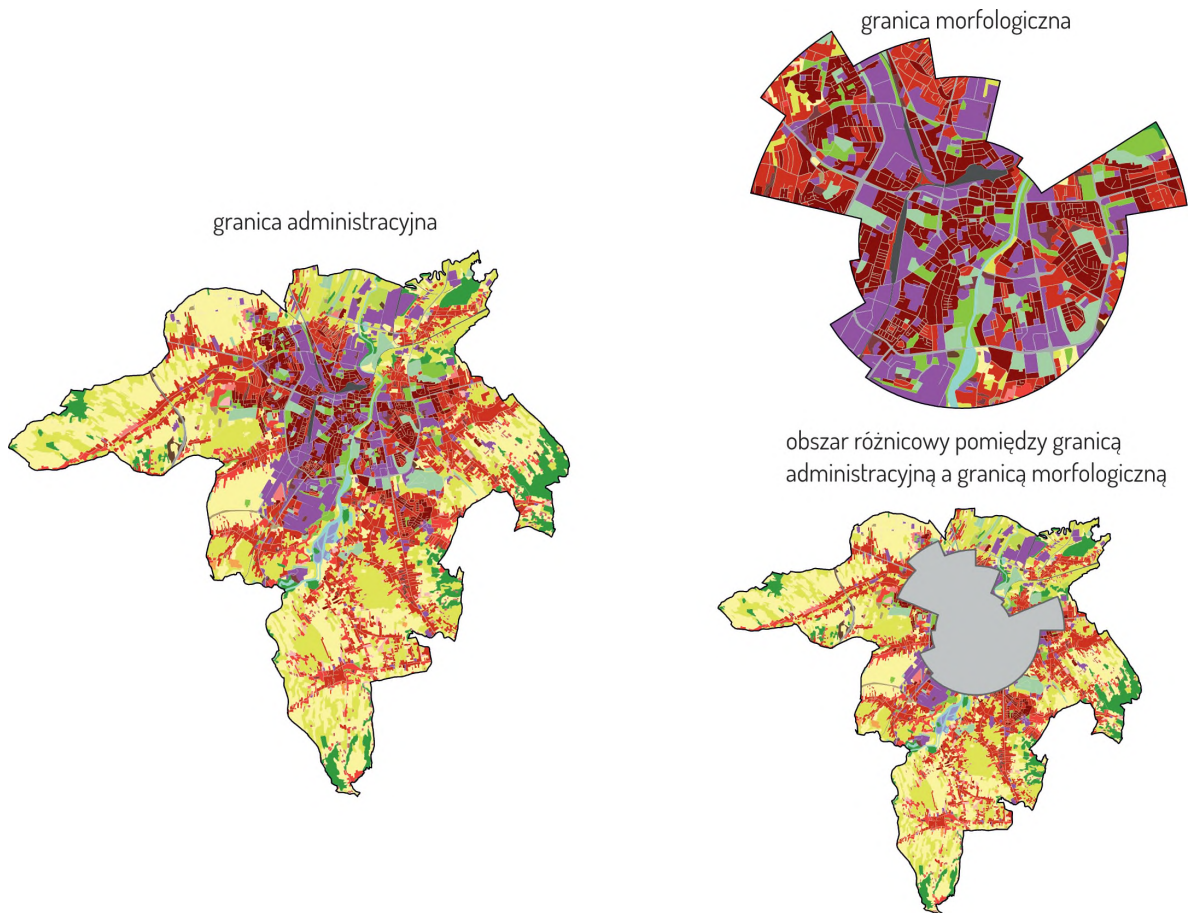 granica morfologiczna
granica administracyjna
obszar różnicowy pomiędzy granicą
administracyjną a granicą morfologiczną